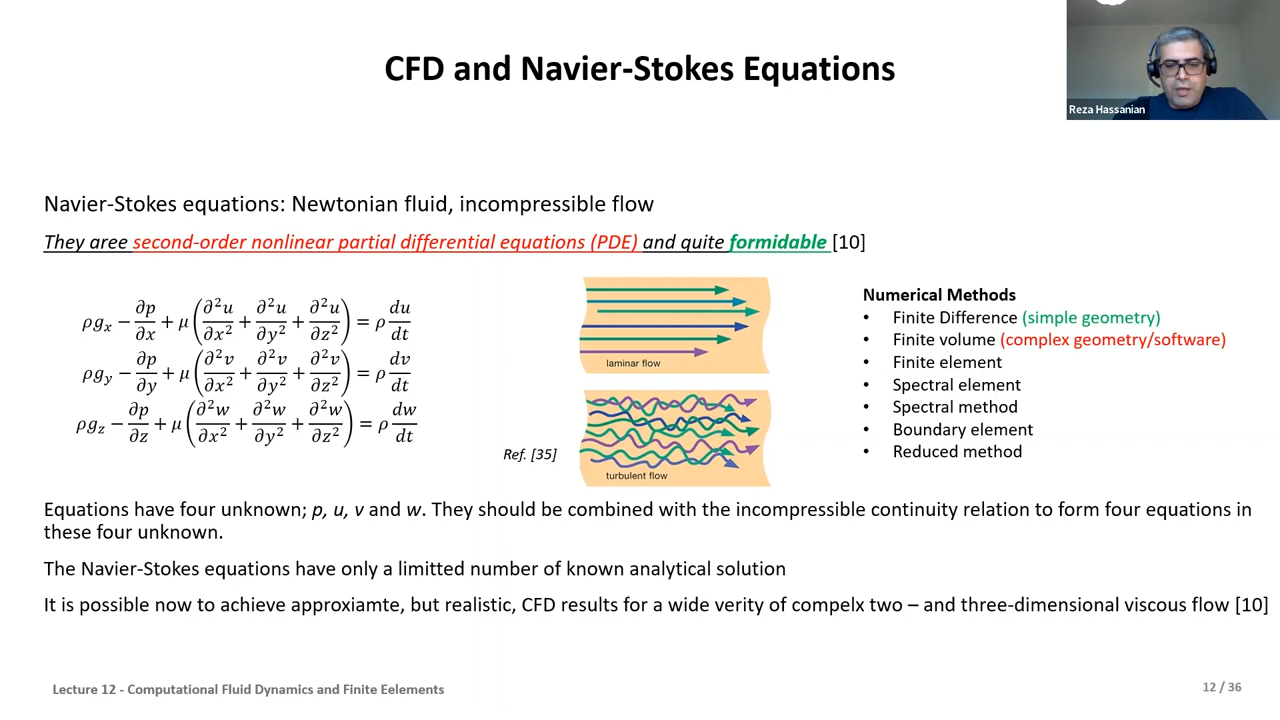 CFD and Navier-Stokes Equations
Reza Hassanian
Navier-Stokes equations: Newtonian fluid, incompressible flow
They aree second-order nonlinear partial differential equations (PDE) and quite formidable [10]
ρg_x − ∂p/∂x + μ(∂²u/∂x² + ∂²u/∂y² + ∂²u/∂z²) = ρ du/dt
ρg_y − ∂p/∂y + μ(∂²v/∂x² + ∂²v/∂y² + ∂²v/∂z²) = ρ dv/dt
ρg_z − ∂p/∂z + μ(∂²w/∂x² + ∂²w/∂y² + ∂²w/∂z²) = ρ dw/dt
laminar flow
turbulent flow
Ref. [35]
Numerical Methods
• Finite Difference (simple geometry)
• Finite volume (complex geometry/software)
• Finite element
• Spectral element
• Spectral method
• Boundary element
• Reduced method
Equations have four unknown; p, u, v and w. They should be combined with the incompressible continuity relation to form four equations in
these four unknown.
The Navier-Stokes equations have only a limitted number of known analytical solution
It is possible now to achieve approxiamte, but realistic, CFD results for a wide verity of compelx two – and three-dimensional viscous flow [10]
Lecture 12 - Computational Fluid Dynamics and Finite Eelements
12 / 36